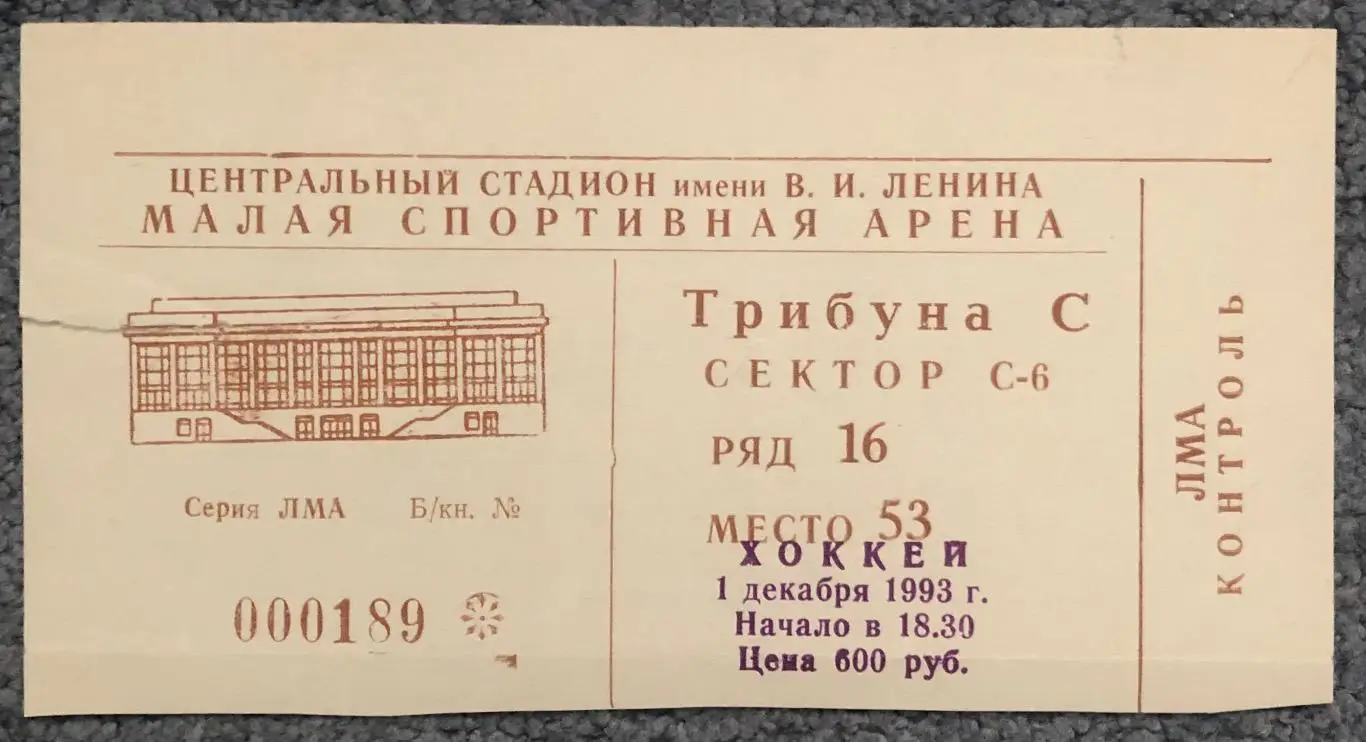 ЦЕНТРАЛЬНЫЙ СТАДИОН имени В. И. ЛЕНИНА
МАЛАЯ СПОРТИВНАЯ АРЕНА
Трибуна С
СЕКТОР С-6
РЯД 16
МЕСТО 53
ХОККЕЙ
1 декабря 1993 г.
Начало в 18.30
Цена 600 руб.
Серия ЛМА Б/кн. №
000189
ЛМА
КОНТРОЛЬ